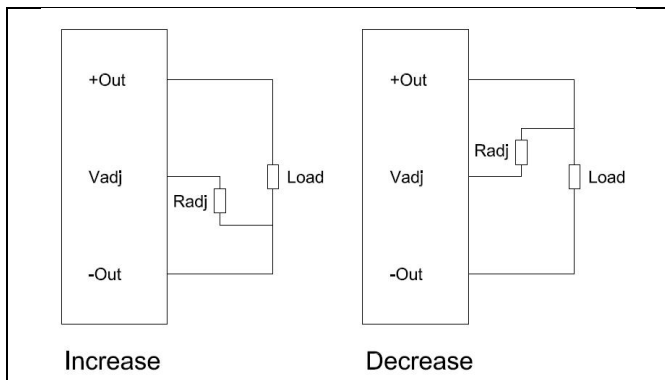 +Out
Vadj
Radj
Load
-Out
Increase
+Out
Radj
Vadj
Load
-Out
Decrease